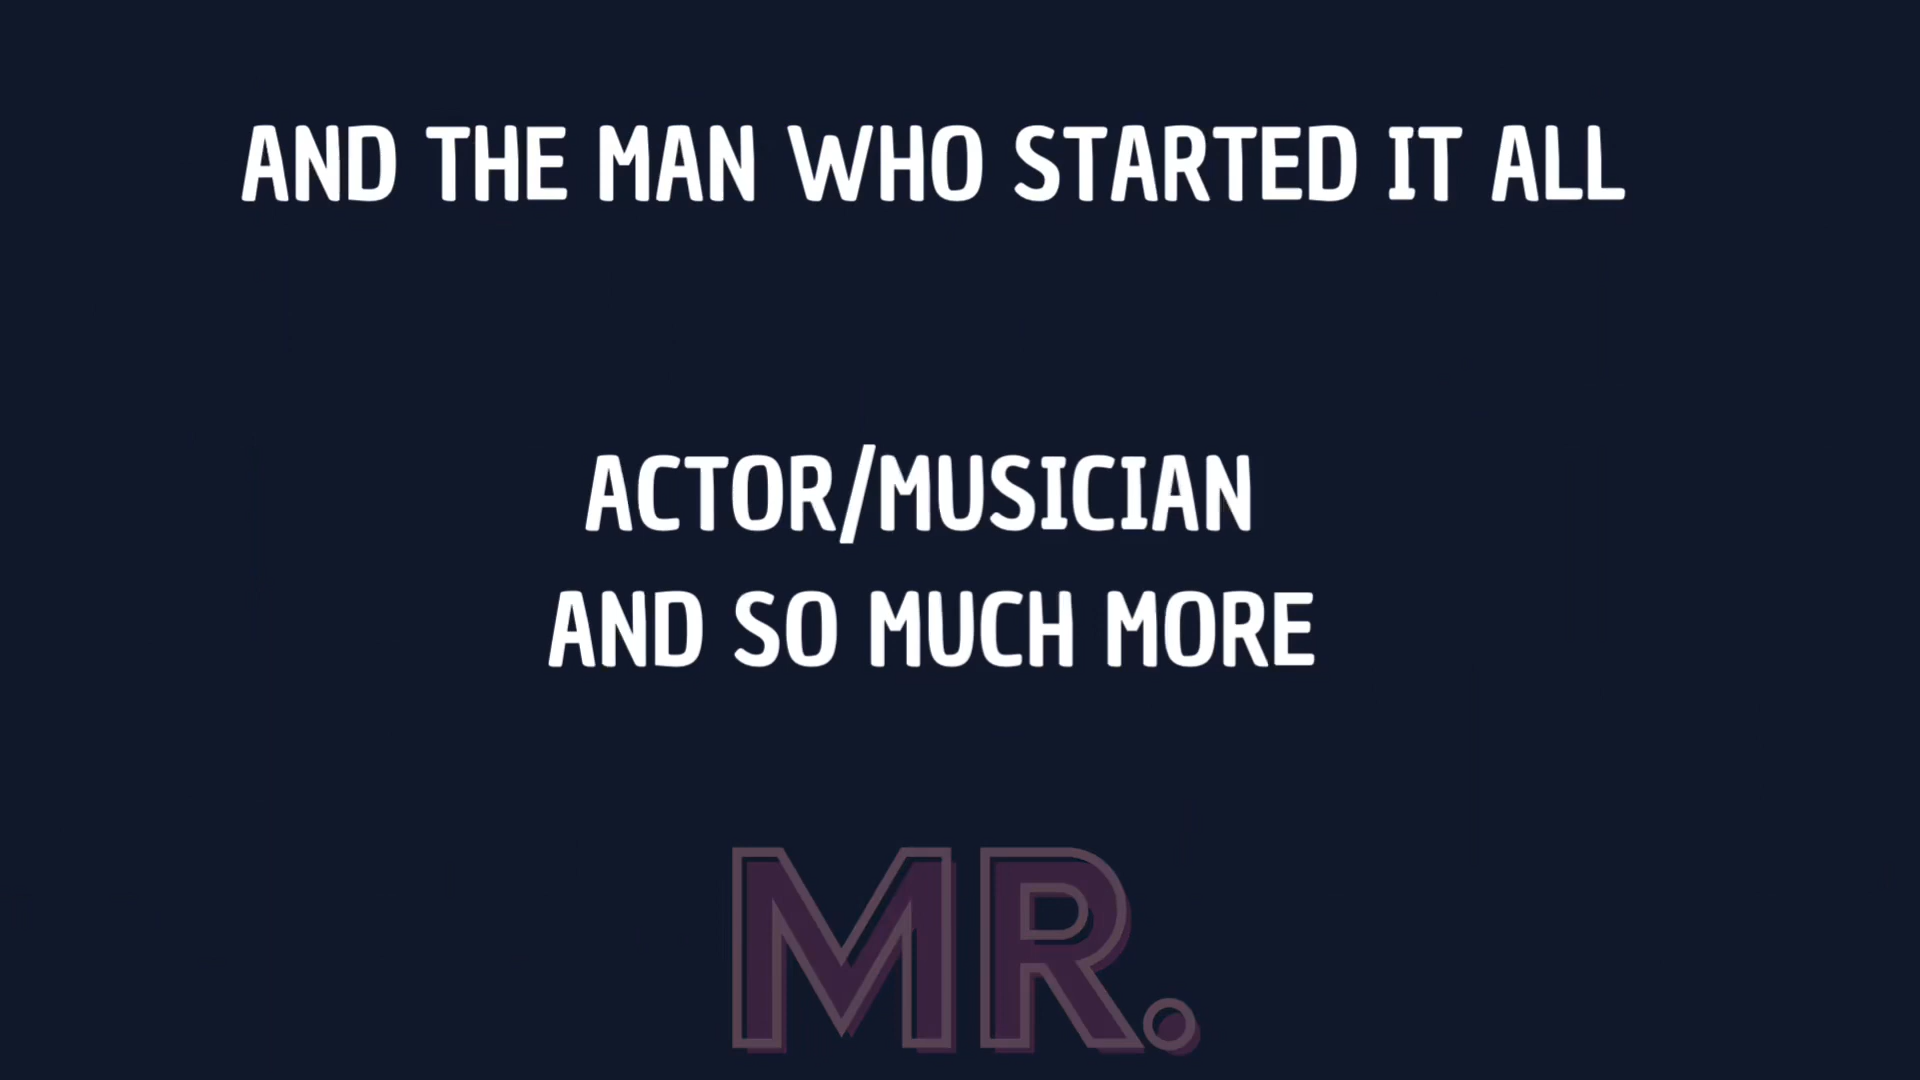 AND THE MAN WHO STARTED IT ALL
ACTOR/MUSICIAN
AND SO MUCH MORE
MR.